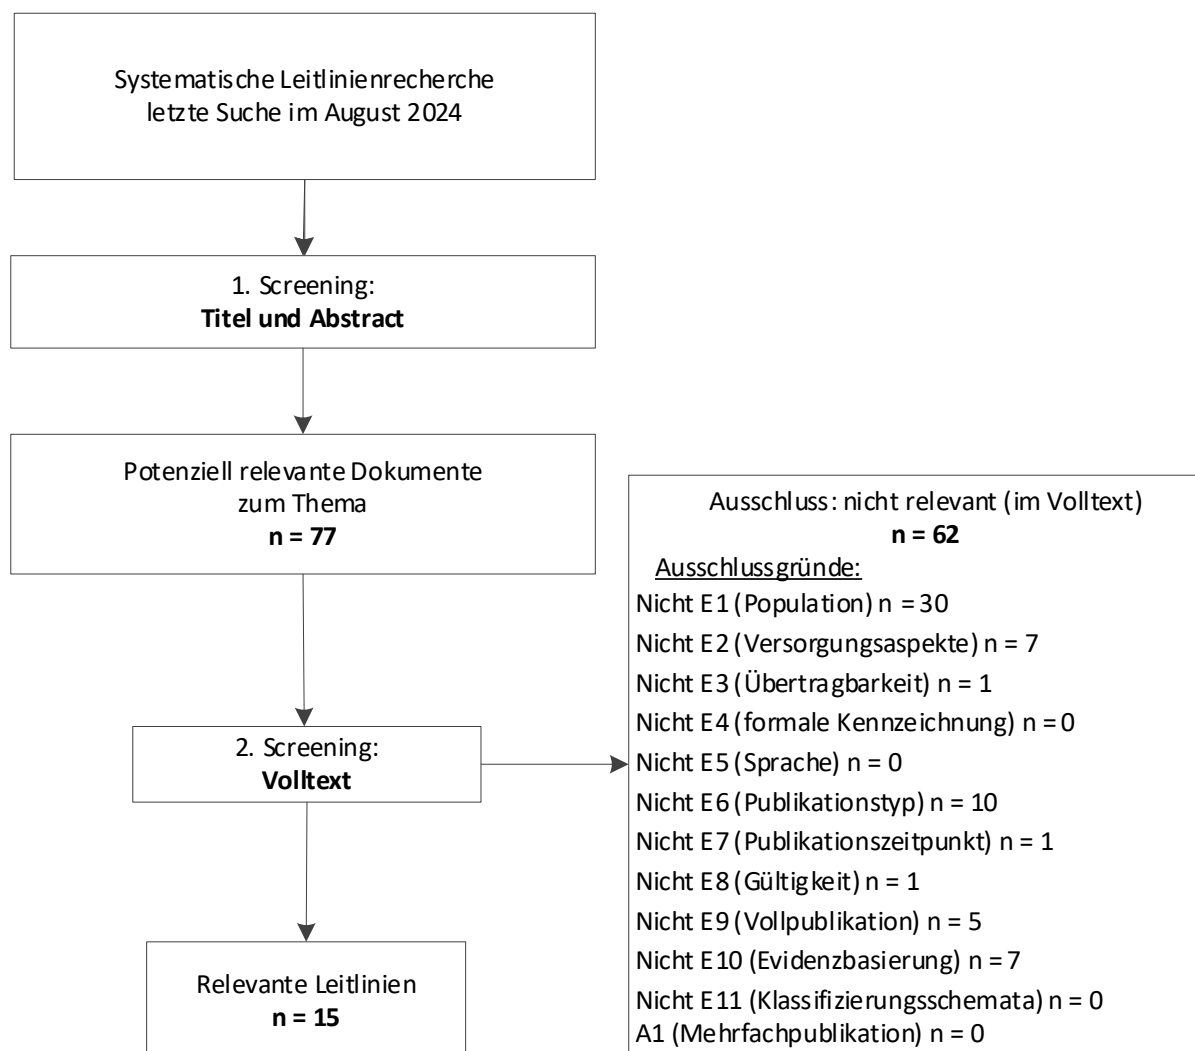 Systematische Leitlinienrecherche
letzte Suche im August 2024
1. Screening:
Titel und Abstract
Potenziell relevante Dokumente
zum Thema
n = 77
2. Screening:
Volltext
Relevante Leitlinien
n = 15
Ausschluss: nicht relevant (im Volltext)
n = 62
Ausschlussgründe:
Nicht E1 (Population) n = 30
Nicht E2 (Versorgungsaspekte) n = 7
Nicht E3 (Übertragbarkeit) n = 1
Nicht E4 (formale Kennzeichnung) n = 0
Nicht E5 (Sprache) n = 0
Nicht E6 (Publikationstyp) n = 10
Nicht E7 (Publikationszeitpunkt) n = 1
Nicht E8 (Gültigkeit) n = 1
Nicht E9 (Vollpublikation) n = 5
Nicht E10 (Evidenzbasierung) n = 7
Nicht E11 (Klassifizierungsschemata) n = 0
A1 (Mehrfachpublikation) n = 0